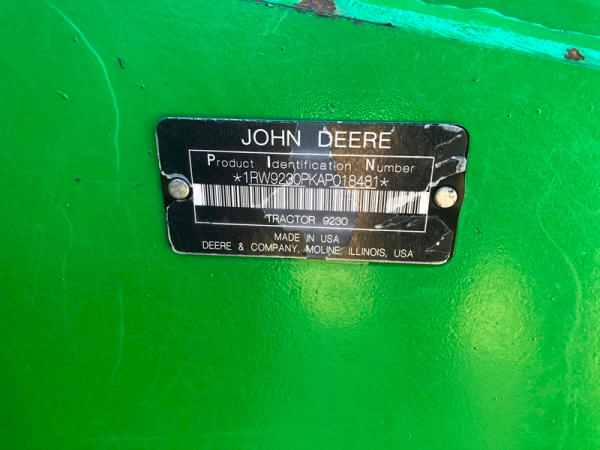 JOHN DEERE
Product Identification Number
*1RW9230PKAP018481*
TRACTOR 9230
MADE IN USA
DEERE & COMPANY, MOLINE, ILLINOIS, USA